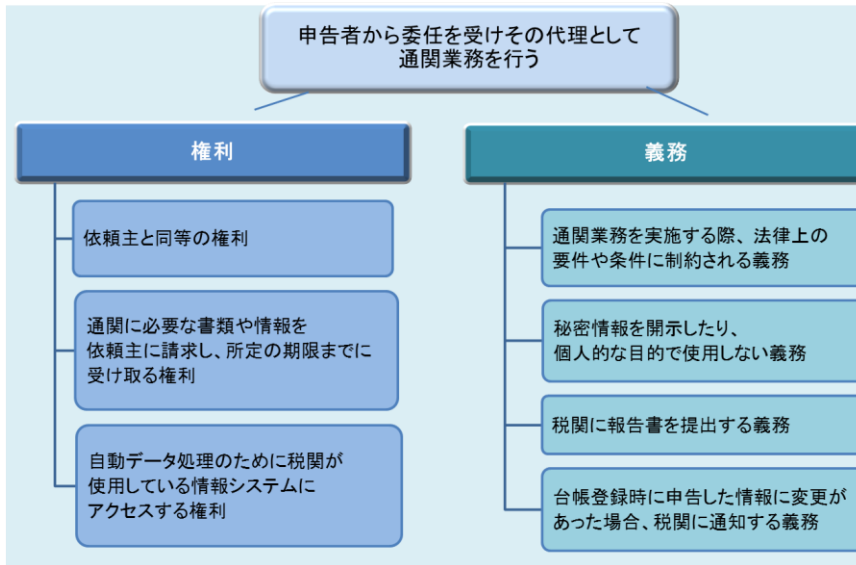 申告者から委任を受けその代理として
通関業務を行う
権利
依頼主と同等の権利
通関に必要な書類や情報を
依頼主に請求し、所定の期限までに
受け取る権利
自動データ処理のために税関が
使用している情報システムに
アクセスする権利
義務
通関業務を実施する際、法律上の
要件や条件に制約される義務
秘密情報を開示したり、
個人的な目的で使用しない義務
税関に報告書を提出する義務
台帳登録時に申告した情報に変更が
あった場合、税関に通知する義務